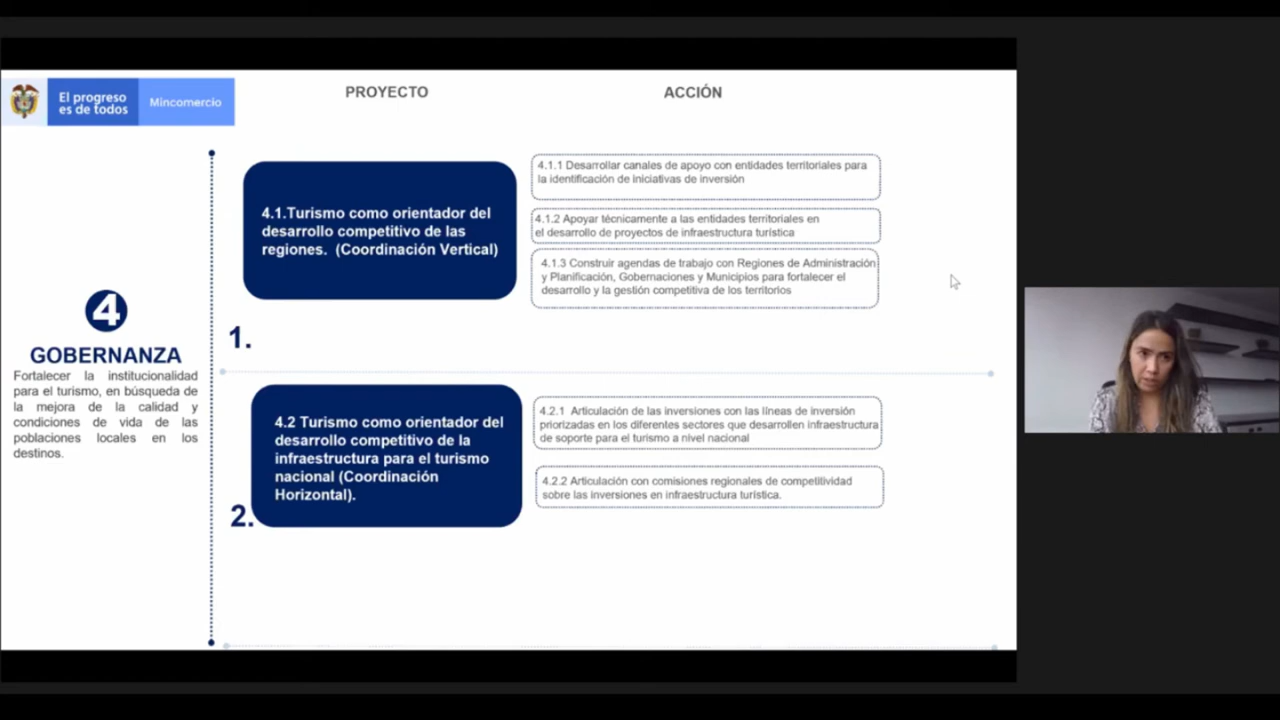 El progreso
es de todos
Mincomercio
PROYECTO
ACCIÓN
4
GOBERNANZA
Fortalecer la institucionalidad
para el turismo, en búsqueda de
la mejora de la calidad y
condiciones de vida de las
poblaciones locales en los
destinos.
4.1.Turismo como orientador del
desarrollo competitivo de las
regiones. (Coordinación Vertical)
1.
4.1.1 Desarrollar canales de apoyo con entidades territoriales para
la identificación de iniciativas de inversión
4.1.2 Apoyar técnicamente a las entidades territoriales en
el desarrollo de proyectos de infraestructura turística
4.1.3 Construir agendas de trabajo con Regiones de Administración
y Planificación, Gobernaciones y Municipios para fortalecer el
desarrollo y la gestión competitiva de los territorios
4.2 Turismo como orientador del
desarrollo competitivo de la
infraestructura para el turismo
nacional (Coordinación
Horizontal).
2.
4.2.1 Articulación de las inversiones con las líneas de inversión
priorizadas en los diferentes sectores que desarrollen infraestructura
de soporte para el turismo a nivel nacional
4.2.2 Articulación con comisiones regionales de competitividad
sobre las inversiones en infraestructura turística.